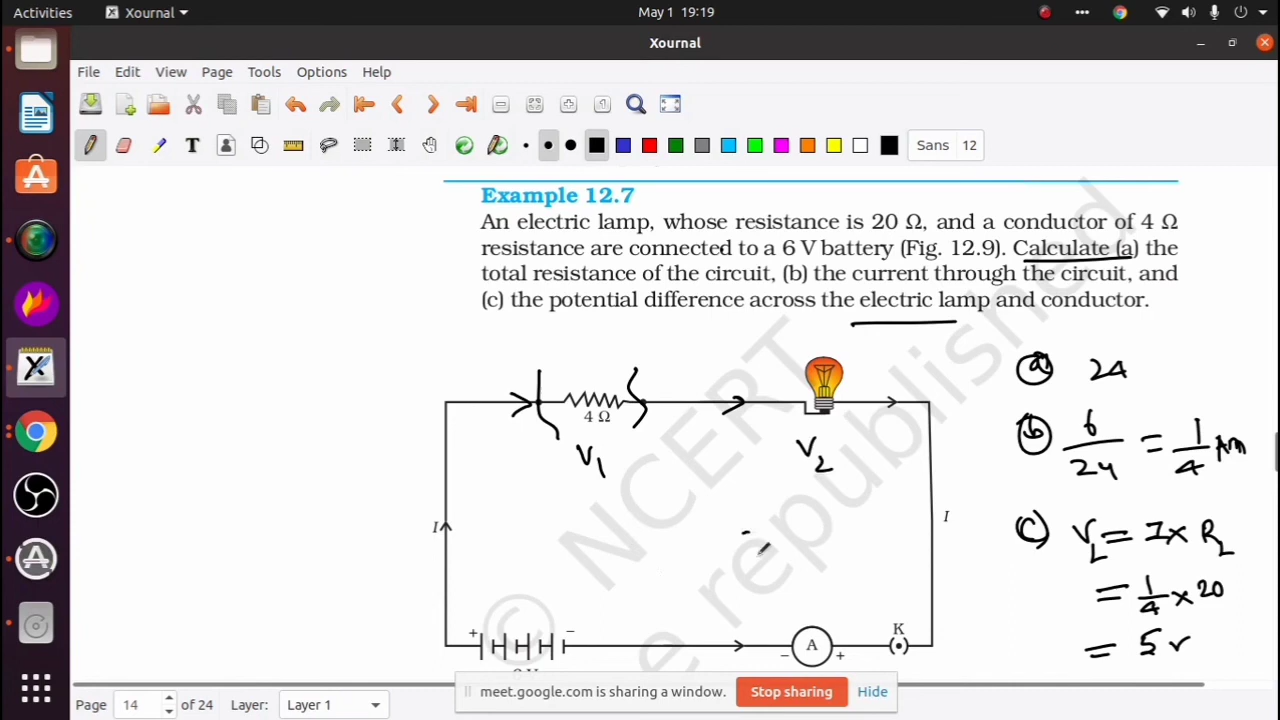 Activities Xournal May 1 19:19
Xournal
File Edit View Page Tools Options Help
T Sans 12
Example 12.7
An electric lamp, whose resistance is 20 Ω, and a conductor of 4 Ω
resistance are connected to a 6 V battery (Fig. 12.9). Calculate (a) the
total resistance of the circuit, (b) the current through the circuit, and
(c) the potential difference across the electric lamp and conductor.
(a) 24
4 Ω
V1 V2
(b) 6/24 = 1/4 Am
I I
(c) VL = I × RL
= 1/4 × 20
= 5 v
+ − A − + K
© NCERT
e republished
meet.google.com is sharing a window. Stop sharing Hide
Page 14 of 24 Layer: Layer 1